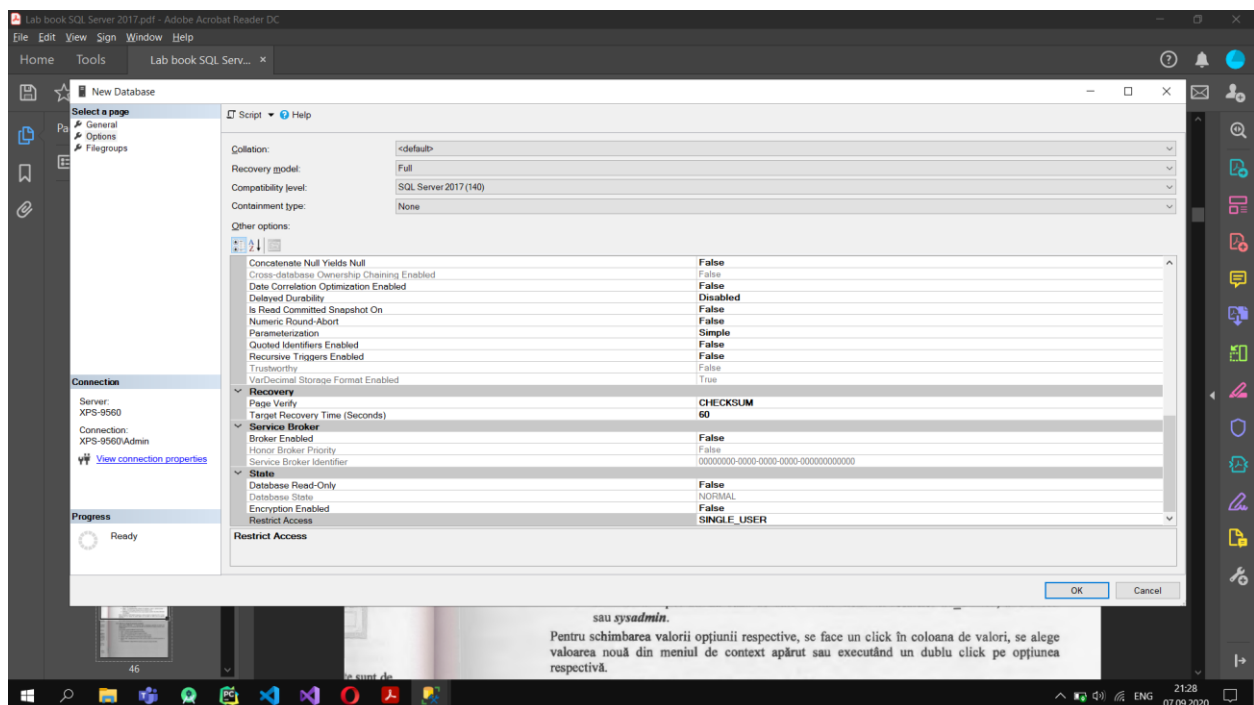 Lab book SQL Server 2017.pdf - Adobe Acrobat Reader DC
File Edit View Sign Window Help
Home Tools Lab book SQL Serv... ×
New Database
Select a page
General
Options
Filegroups
Script Help
Collation: <default>
Recovery model: Full
Compatibility level: SQL Server 2017 (140)
Containment type: None
Other options:
Concatenate Null Yields Null False
Cross-database Ownership Chaining Enabled False
Date Correlation Optimization Enabled False
Delayed Durability Disabled
Is Read Committed Snapshot On False
Numeric Round-Abort False
Parameterization Simple
Quoted Identifiers Enabled False
Recursive Triggers Enabled False
Trustworthy False
VarDecimal Storage Format Enabled True
Recovery
Page Verify CHECKSUM
Target Recovery Time (Seconds) 60
Service Broker
Broker Enabled False
Honor Broker Priority False
Service Broker Identifier 00000000-0000-0000-0000-000000000000
State
Database Read-Only False
Database State NORMAL
Encryption Enabled False
Restrict Access SINGLE_USER
Restrict Access
Connection
Server:
XPS-9560
Connection:
XPS-9560\Admin
View connection properties
Progress
Ready
OK Cancel
sau sysadmin.
Pentru schimbarea valorii opțiunii respective, se face un click în coloana de valori, se alege
valoarea nouă din meniul de context apărut sau executând un dublu click pe opțiunea
respectivă.
46
ENG
21:28
07.09.2020